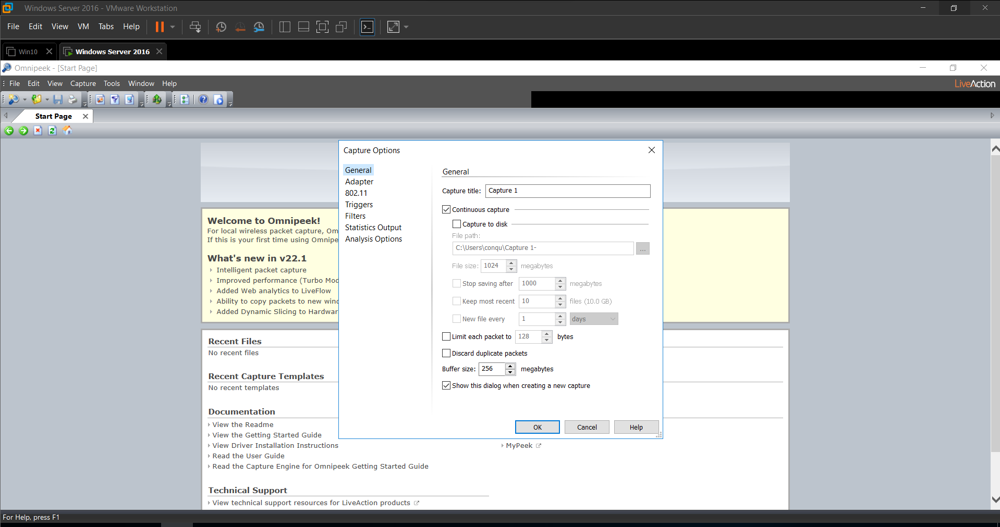 Windows Server 2016 - VMware Workstation
File Edit View VM Tabs Help
Win10
Windows Server 2016
Omnipeek - [Start Page]
File Edit View Capture Tools Window Help
LiveAction
Start Page
Capture Options
General
Adapter
802.11
Triggers
Filters
Statistics Output
Analysis Options
General
Capture title: Capture 1
Continuous capture
Capture to disk
File path:
C:\Users\conqu\Capture 1-
...
File size: 1024 megabytes
Stop saving after 1000 megabytes
Keep most recent 10 files (10.0 GB)
New file every 1 days
Limit each packet to 128 bytes
Discard duplicate packets
Buffer size: 256 megabytes
Show this dialog when creating a new capture
OK Cancel Help
Welcome to Omnipeek!
For local wireless packet capture, Om
If this is your first time using Omnipe
What's new in v22.1
Intelligent packet capture
Improved performance (Turbo Mod
Added Web analytics to LiveFlow
Ability to copy packets to new wind
Added Dynamic Slicing to Hardwar
Recent Files
No recent files
Recent Capture Templates
No recent templates
Documentation
View the Readme
View the Getting Started Guide
View Driver Installation Instructions
Read the User Guide
Read the Capture Engine for Omnipeek Getting Started Guide
MyPeek
Technical Support
View technical support resources for LiveAction products
For Help, press F1